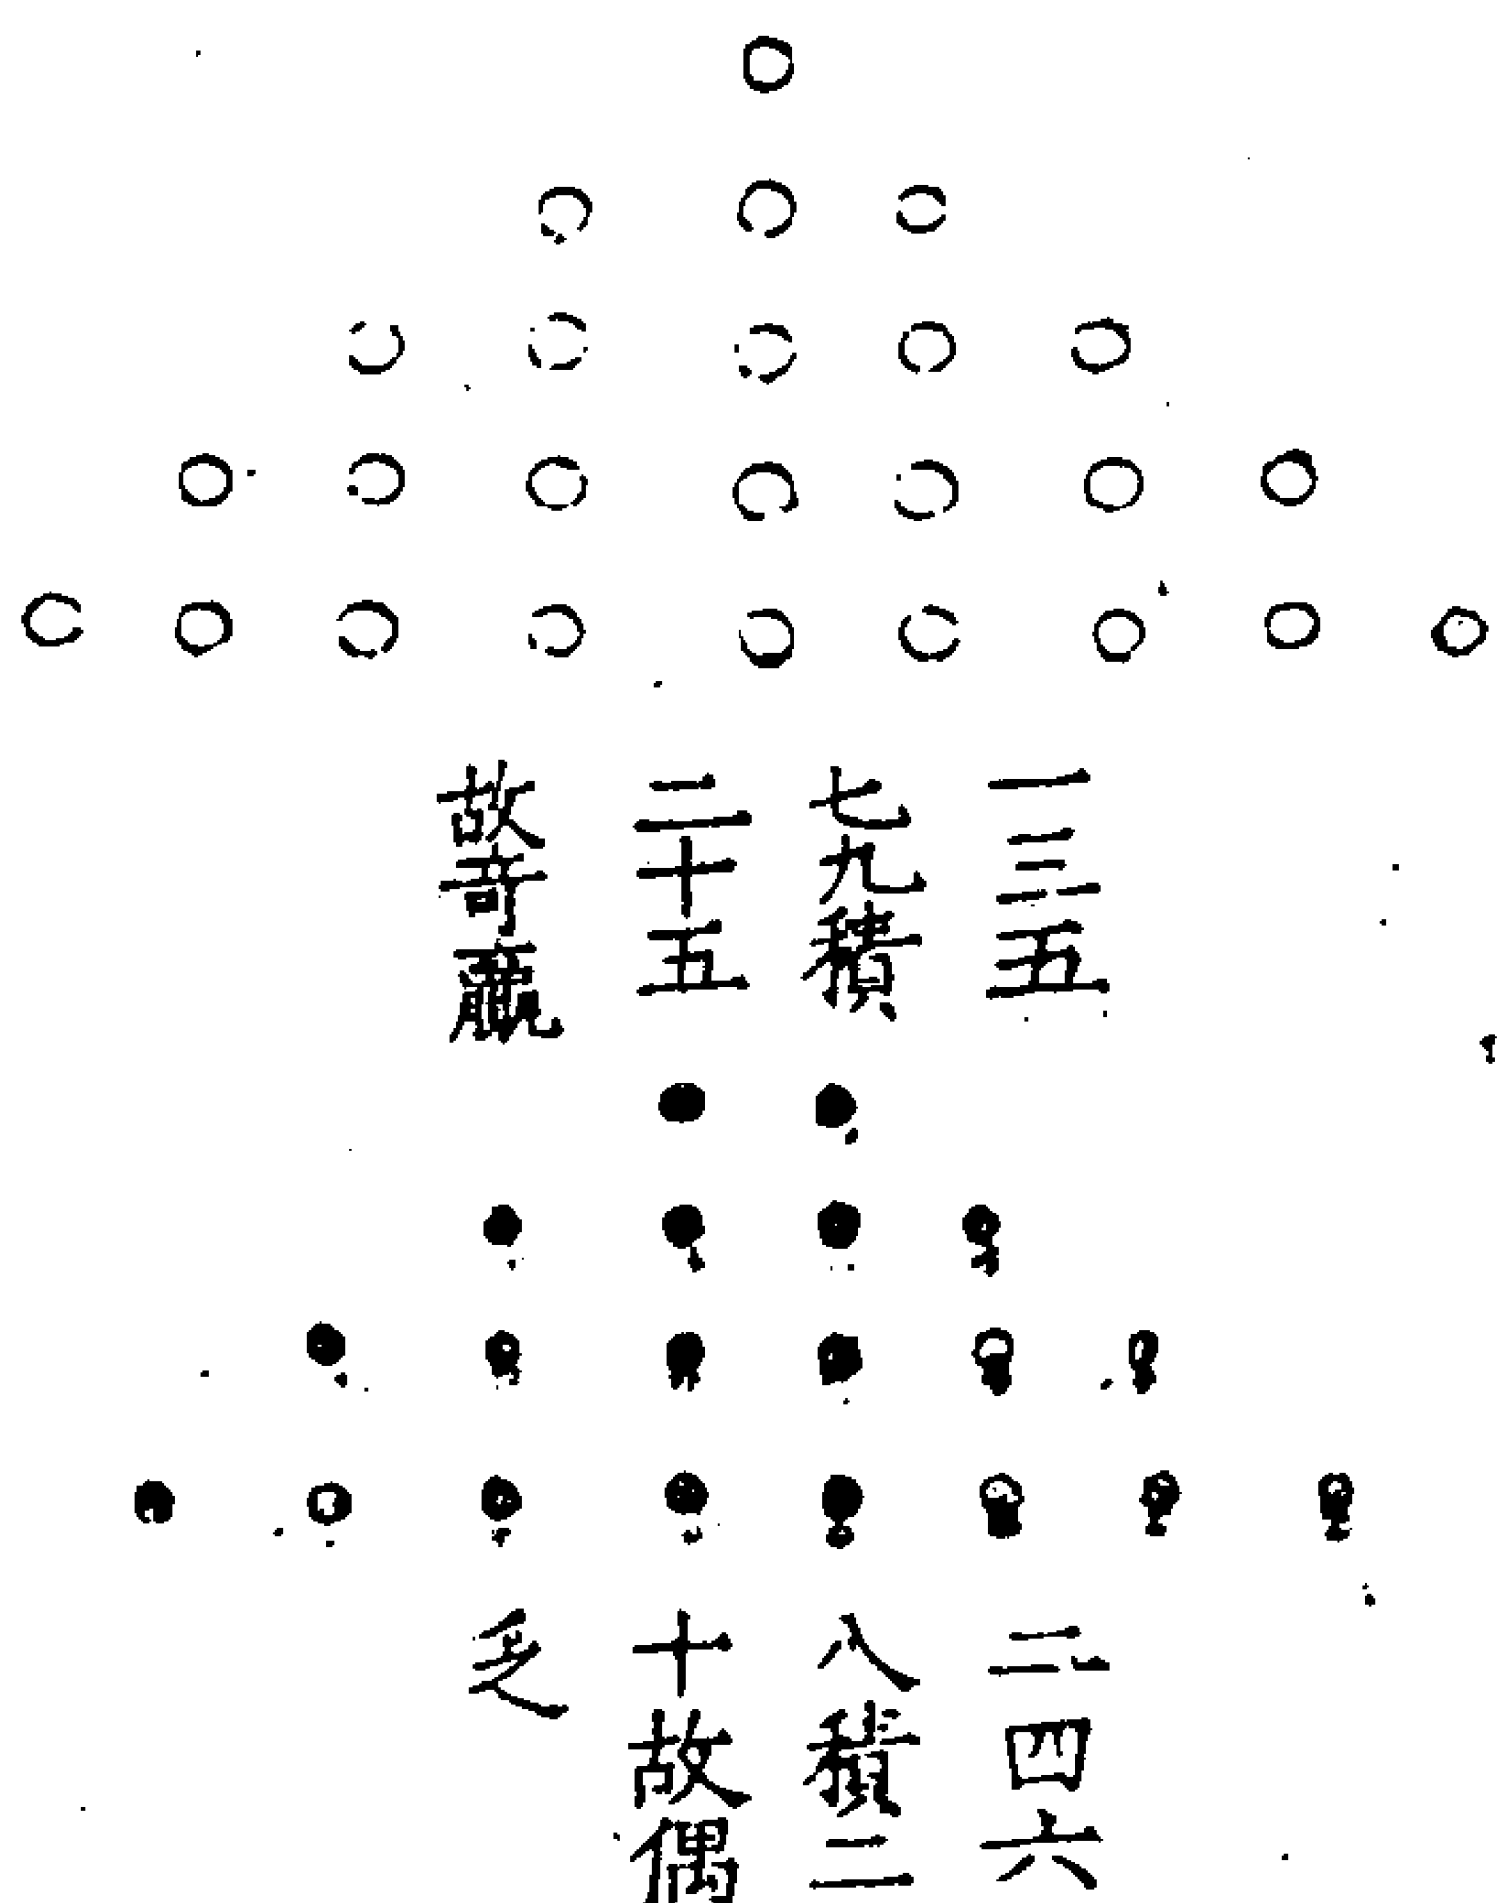 一三五
七九積
二十五
故奇贏
二四六
八積二
十故偶
乏